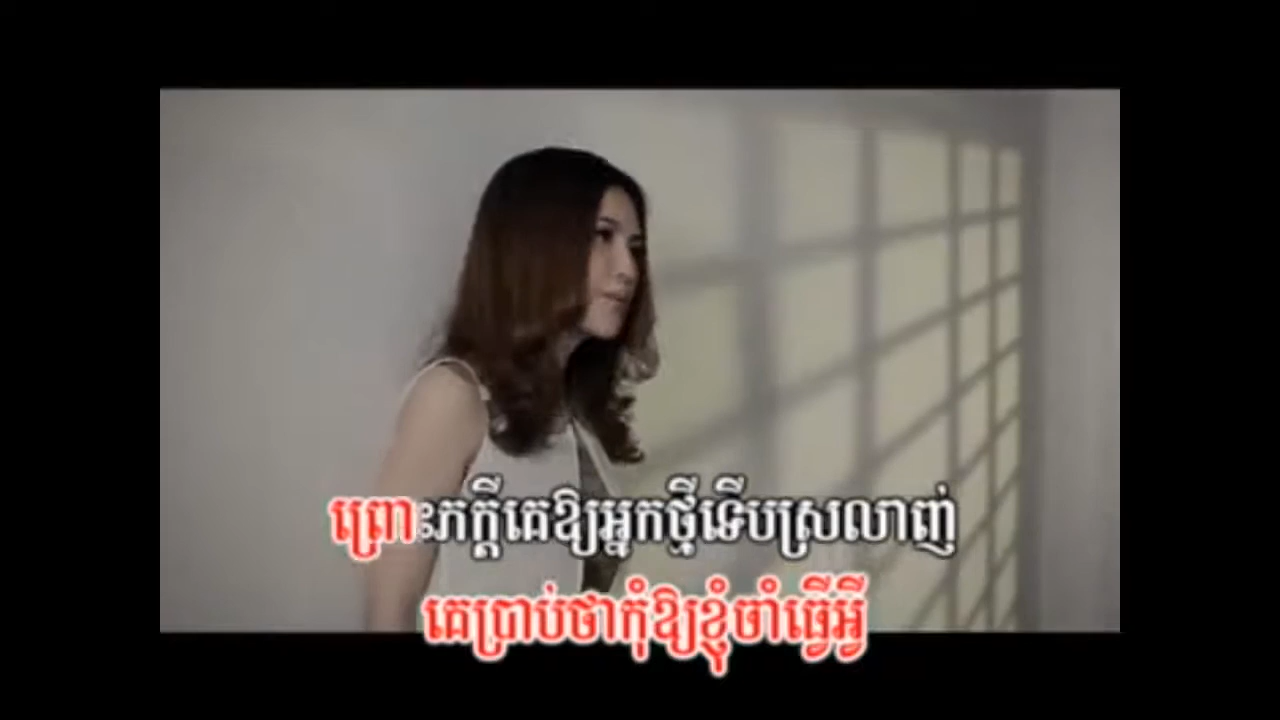 ព្រោះភក្ដីគេឱ្យអ្នកថ្មីទើបស្រលាញ់
គេប្រាប់ថាកុំឱ្យខ្ញុំចាំធ្វើអ្វី